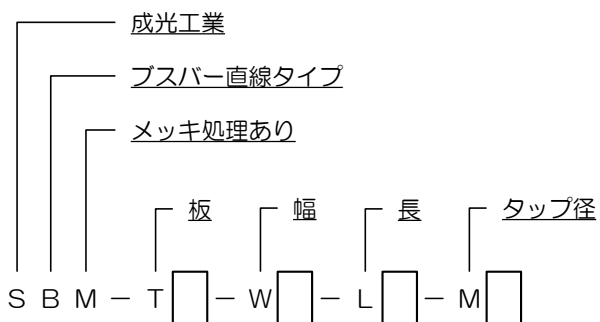 成光工業
ブスバー直線タイプ
メッキ処理あり
板 幅 長 タップ径
S B M － T□－ W□－ L□－ M□